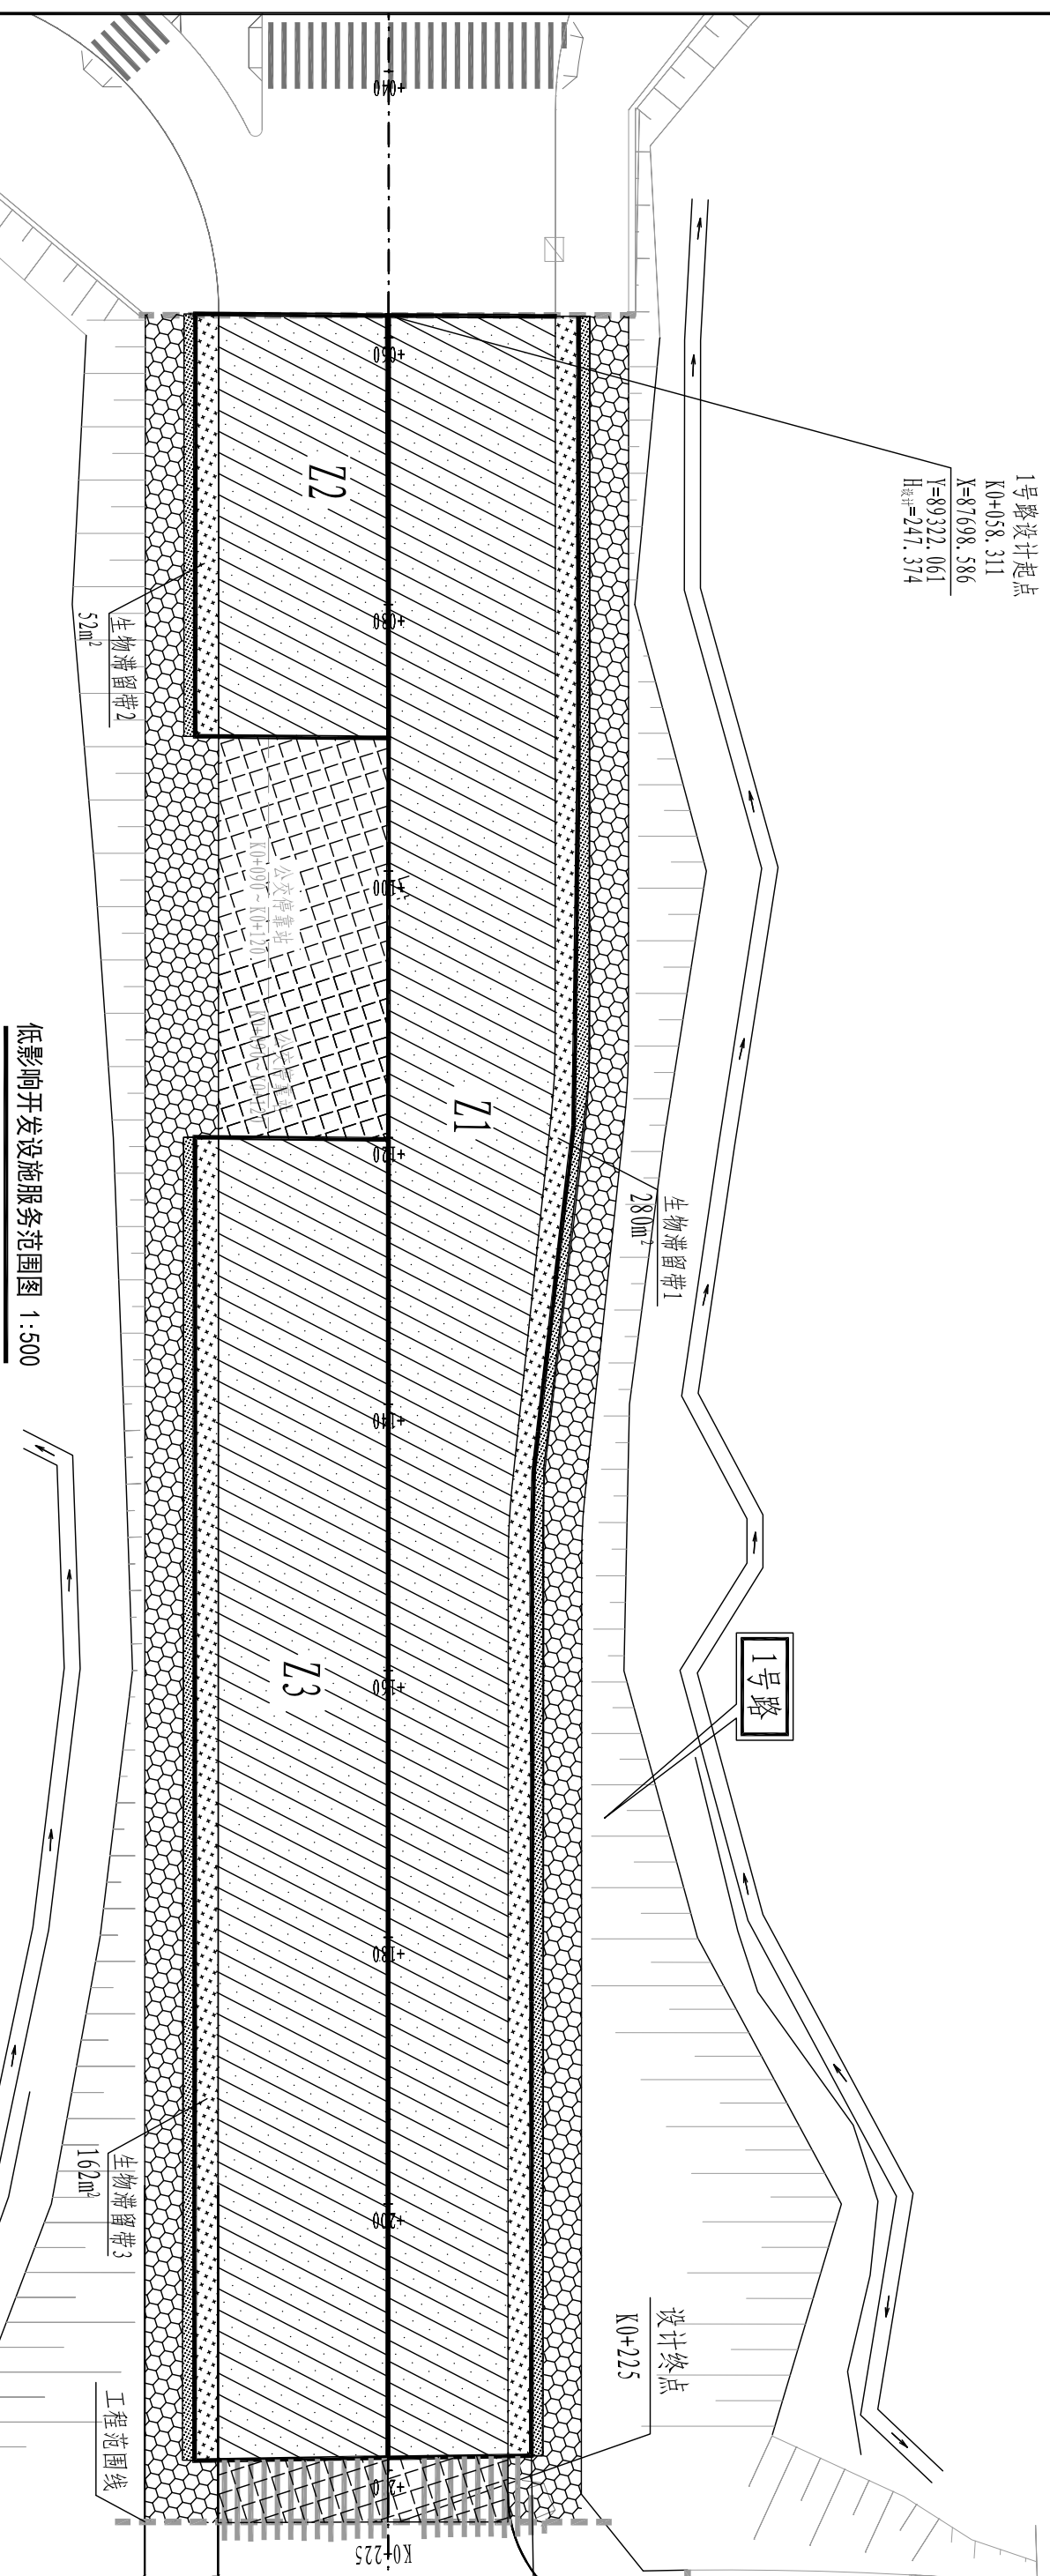 1号路设计起点
K0+058.311
X=87698.586
Y=89322.061
H设计=247.374
+040
+060
+080
+100
+120
+140
+160
+180
+200
Z2
Z1
Z3
生物滞留带2
52m²
公交停靠站
K0+090~K0+120
生物滞留带1
280m²
1号路
生物滞留带3
162m²
设计终点
K0+225
工程范围线
K0+225
低影响开发设施服务范围图 1:500